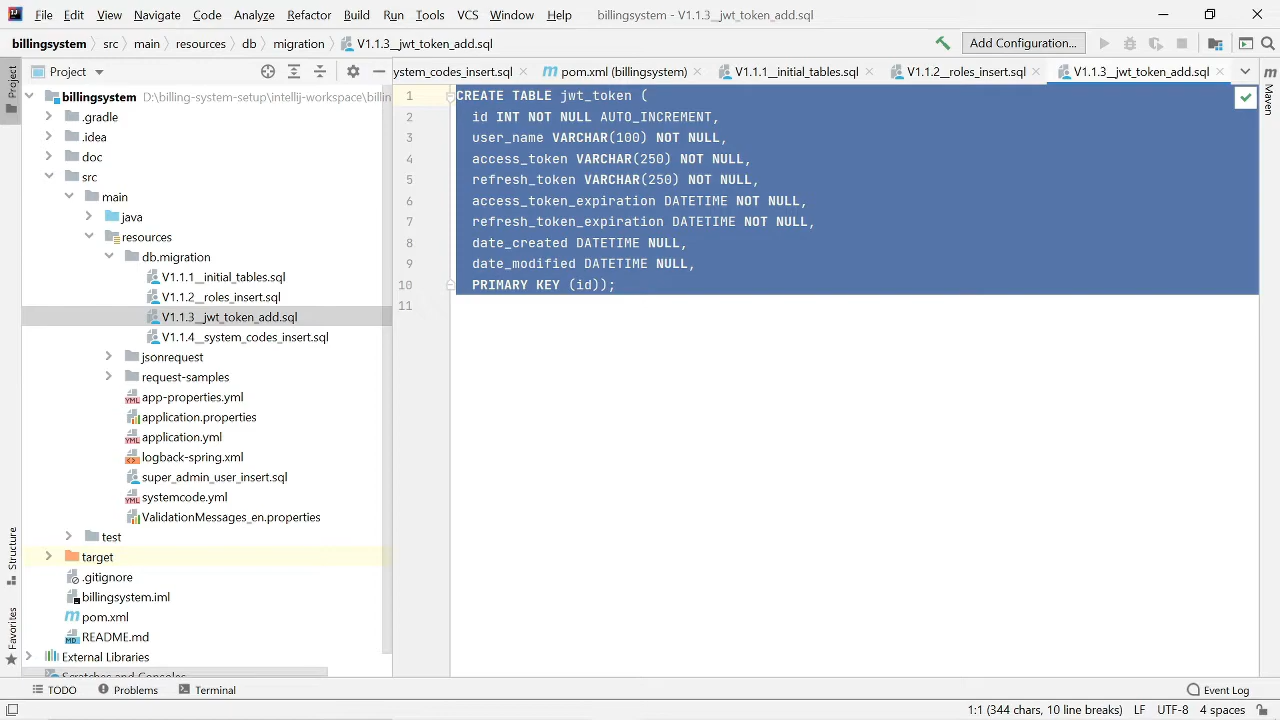 File Edit View Navigate Code Analyze Refactor Build Run Tools VCS Window Help billingsystem - V1.1.3__jwt_token_add.sql
billingsystem src main resources db migration V1.1.3__jwt_token_add.sql Add Configuration...
Project ystem_codes_insert.sql pom.xml (billingsystem) V1.1.1__initial_tables.sql V1.1.2__roles_insert.sql V1.1.3__jwt_token_add.sql
Project
Structure
Favorites
Maven
billingsystem D:\billing-system-setup\intellij-workspace\billin
.gradle
.idea
doc
src
main
java
resources
db.migration
V1.1.1__initial_tables.sql
V1.1.2__roles_insert.sql
V1.1.3__jwt_token_add.sql
V1.1.4__system_codes_insert.sql
jsonrequest
request-samples
app-properties.yml
application.properties
application.yml
logback-spring.xml
super_admin_user_insert.sql
systemcode.yml
ValidationMessages_en.properties
test
target
.gitignore
billingsystem.iml
pom.xml
README.md
External Libraries
Scratches and Consoles
1 CREATE TABLE jwt_token (
2 id INT NOT NULL AUTO_INCREMENT,
3 user_name VARCHAR(100) NOT NULL,
4 access_token VARCHAR(250) NOT NULL,
5 refresh_token VARCHAR(250) NOT NULL,
6 access_token_expiration DATETIME NOT NULL,
7 refresh_token_expiration DATETIME NOT NULL,
8 date_created DATETIME NULL,
9 date_modified DATETIME NULL,
10 PRIMARY KEY (id));
11
TODO Problems Terminal Event Log
1:1 (344 chars, 10 line breaks) LF UTF-8 4 spaces